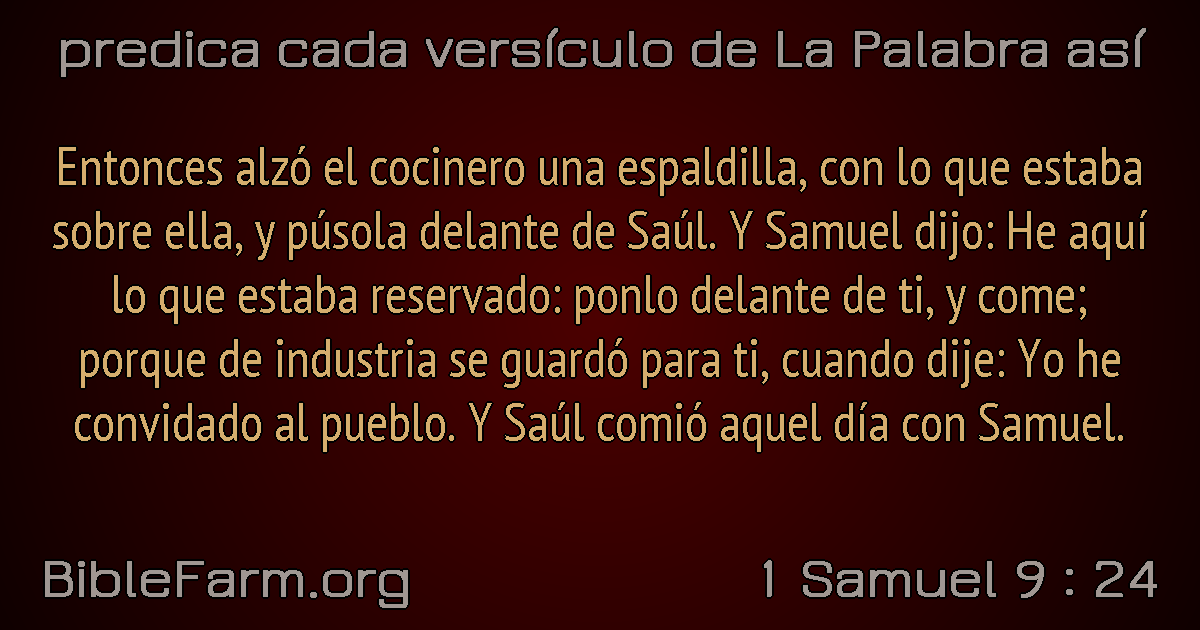 predica cada versículo de La Palabra así
Entonces alzó el cocinero una espaldilla, con lo que estaba
sobre ella, y púsola delante de Saúl. Y Samuel dijo: He aquí
lo que estaba reservado: ponlo delante de ti, y come;
porque de industria se guardó para ti, cuando dije: Yo he
convidado al pueblo. Y Saúl comió aquel día con Samuel.
BibleFarm.org
1 Samuel 9 : 24